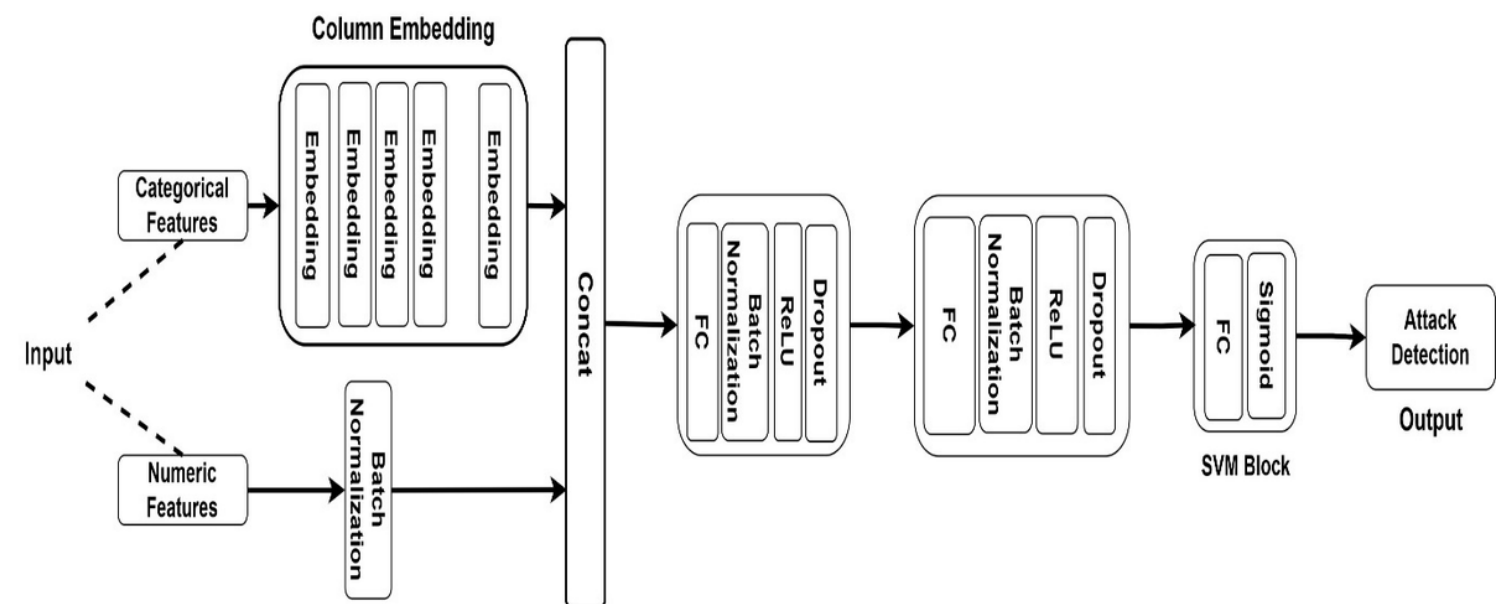 Column Embedding
Embedding
Embedding
Embedding
Embedding
Embedding
Categorical
Features
Input
Numeric
Features
Batch
Normalization
Concat
FC
Batch
Normalization
ReLU
Dropout
FC
Batch
Normalization
ReLU
Dropout
FC
Sigmoid
SVM Block
Attack
Detection
Output